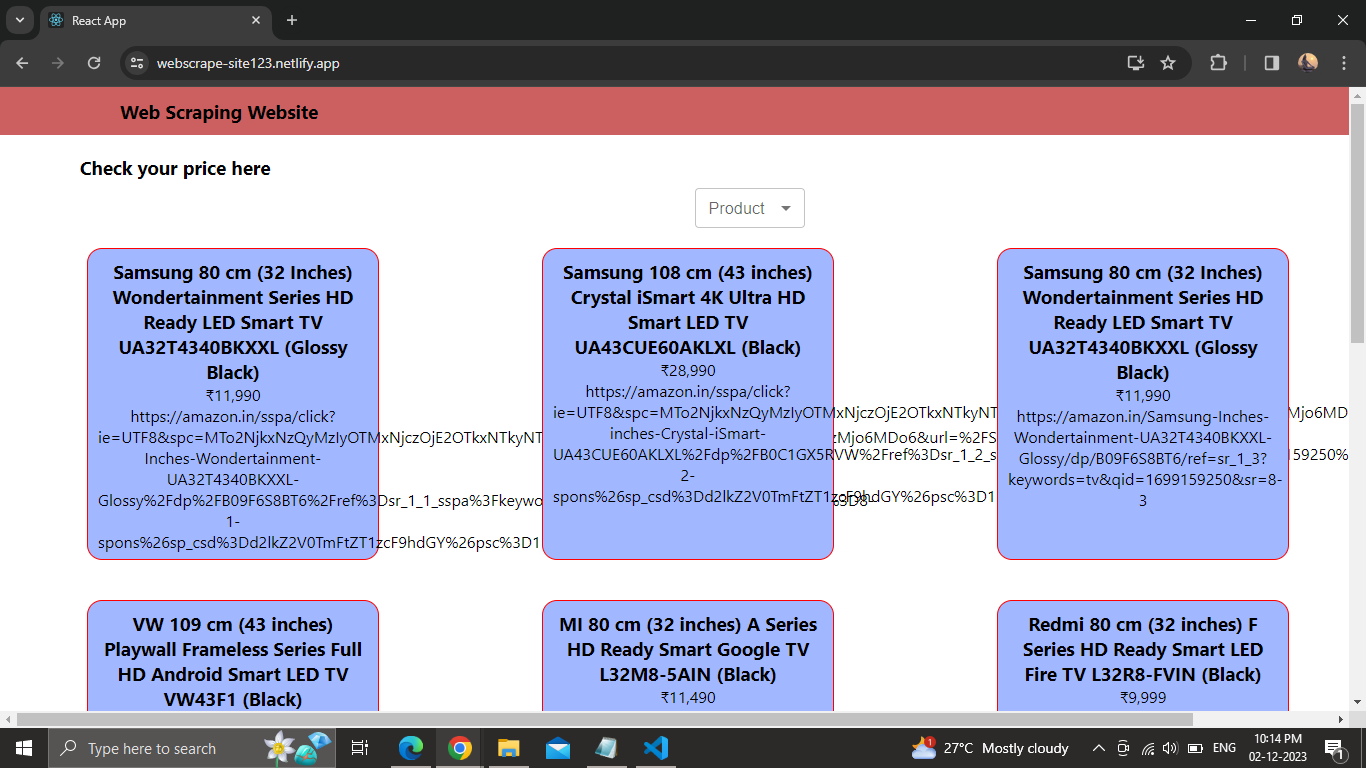 React App
webscrape-site123.netlify.app
Web Scraping Website
Check your price here
Product
Samsung 80 cm (32 Inches)
Wondertainment Series HD
Ready LED Smart TV
UA32T4340BKXXL (Glossy
Black)
₹11,990
https://amazon.in/sspa/click?
ie=UTF8&spc=MTo2NjkxNzQyMzIyOTMxNjczOjE2OTkxNTkyNT
Inches-Wondertainment-
UA32T4340BKXXL-
Glossy%2Fdp%2FB09F6S8BT6%2Fref%3Dsr_1_1_sspa%3Fkeywo
1-
spons%26sp_csd%3Dd2lkZ2V0TmFtZT1zcF9hdGY%26psc%3D1
Samsung 108 cm (43 inches)
Crystal iSmart 4K Ultra HD
Smart LED TV
UA43CUE60AKLXL (Black)
₹28,990
https://amazon.in/sspa/click?
ie=UTF8&spc=MTo2NjkxNzQyMzIyOTMxNjczOjE2OTkxNTkyNT
inches-Crystal-iSmart-
UA43CUE60AKLXL%2Fdp%2FB0C1GX5RVW%2Fref%3Dsr_1_2_s
2-
spons%26sp_csd%3Dd2lkZ2V0TmFtZT1zcF9hdGY%26psc%3D1
Samsung 80 cm (32 Inches)
Wondertainment Series HD
Ready LED Smart TV
UA32T4340BKXXL (Glossy
Black)
₹11,990
https://amazon.in/Samsung-Inches-
Wondertainment-UA32T4340BKXXL-
Glossy/dp/B09F6S8BT6/ref=sr_1_3?
keywords=tv&qid=1699159250&sr=8-
3
VW 109 cm (43 inches)
Playwall Frameless Series Full
HD Android Smart LED TV
VW43F1 (Black)
MI 80 cm (32 inches) A Series
HD Ready Smart Google TV
L32M8-5AIN (Black)
₹11,490
Redmi 80 cm (32 inches) F
Series HD Ready Smart LED
Fire TV L32R8-FVIN (Black)
₹9,999
Type here to search
1
27°C Mostly cloudy
ENG
10:14 PM
02-12-2023
1